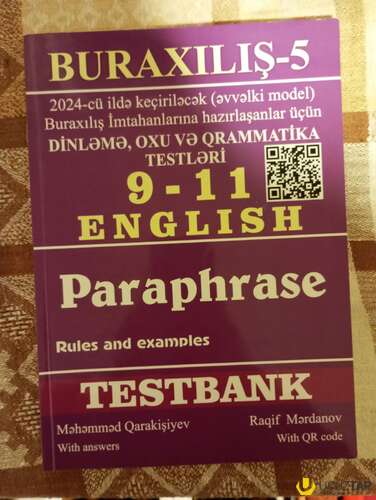 BURAXILIŞ-5
2024-cü ildə keçiriləcək (əvvəlki model)
Buraxılış İmtahanlarına hazırlaşanlar üçün
DİNLƏMƏ, OXU VƏ QRAMMATİKA
TESTLƏRİ
9 - 11
ENGLISH
Paraphrase
Rules and examples
TESTBANK
Məhəmməd Qarakişiyev
Raqif Mərdanov
With answers
With QR code